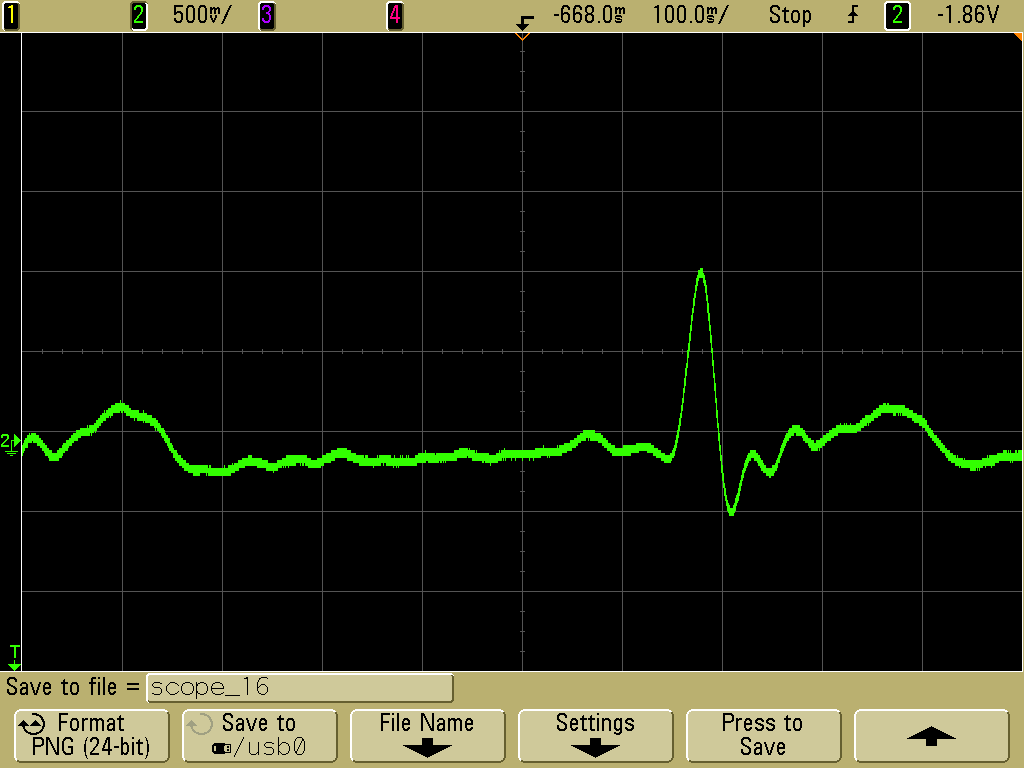 1 2 500mV/ 3 4 -668.0ms 100.0ms/ Stop 2 -1.86V
2
T
Save to file = scope_16
Format Save to File Name Settings Press to
PNG (24-bit) /usb0 Save